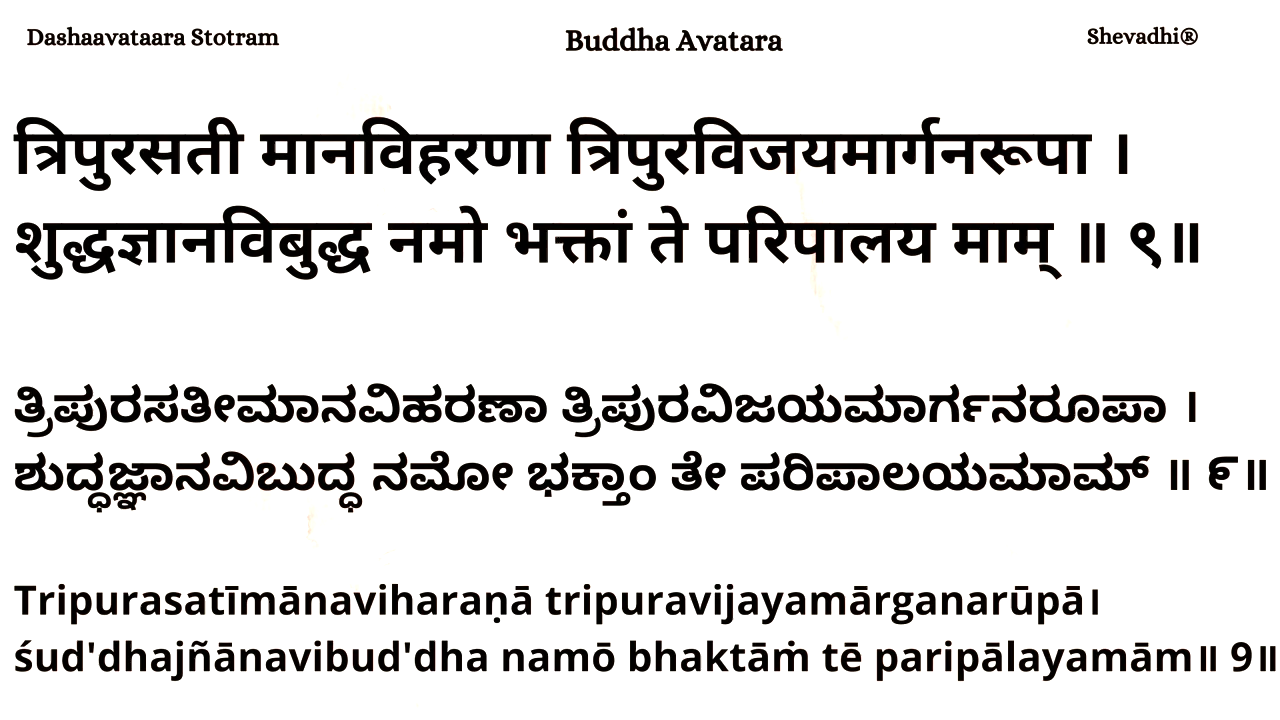 Dashaavataara Stotram Buddha Avatara Shevadhi®
त्रिपुरसती मानविहरणा त्रिपुरविजयमार्गनरूपा ।
शुद्धज्ञानविबुद्ध नमो भक्तां ते परिपालय माम् ॥ ९॥
ತ್ರಿಪುರಸತೀಮಾನವಿಹರಣಾ ತ್ರಿಪುರವಿಜಯಮಾರ್ಗನರೂಪಾ ।
ಶುದ್ಧಜ್ಞಾನವಿಬುದ್ಧ ನಮೋ ಭಕ್ತಾಂ ತೇ ಪರಿಪಾಲಯಮಾಮ್ ॥ ೯॥
Tripurasatīmānaviharaṇā tripuravijayamārganarūpā।
śud'dhajñānavibud'dha namō bhaktāṁ tē paripālayamām॥ 9॥